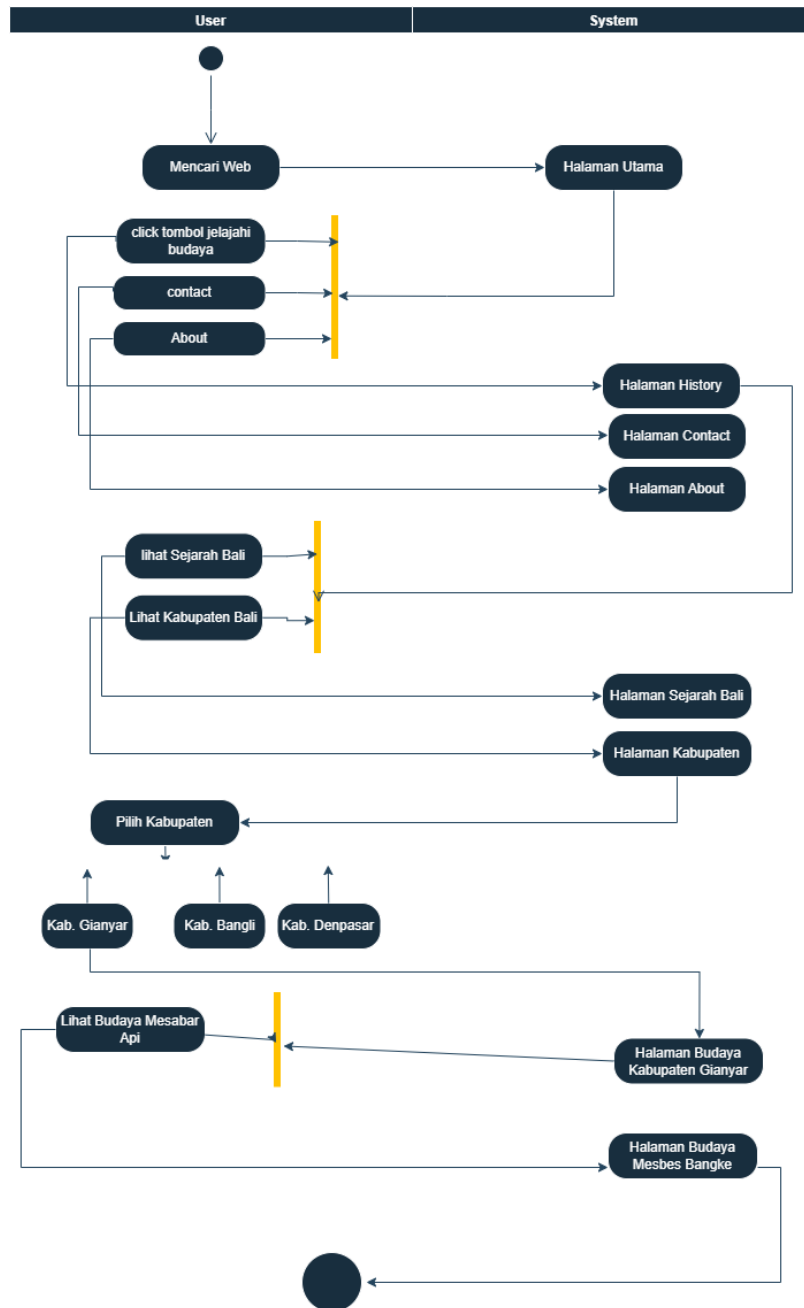 User
System
Mencari Web
Halaman Utama
click tombol jelajahi
budaya
contact
About
Halaman History
Halaman Contact
Halaman About
lihat Sejarah Bali
Lihat Kabupaten Bali
Halaman Sejarah Bali
Halaman Kabupaten
Pilih Kabupaten
Kab. Gianyar
Kab. Bangli
Kab. Denpasar
Lihat Budaya Mesabar
Api
Halaman Budaya
Kabupaten Gianyar
Halaman Budaya
Mesbes Bangke